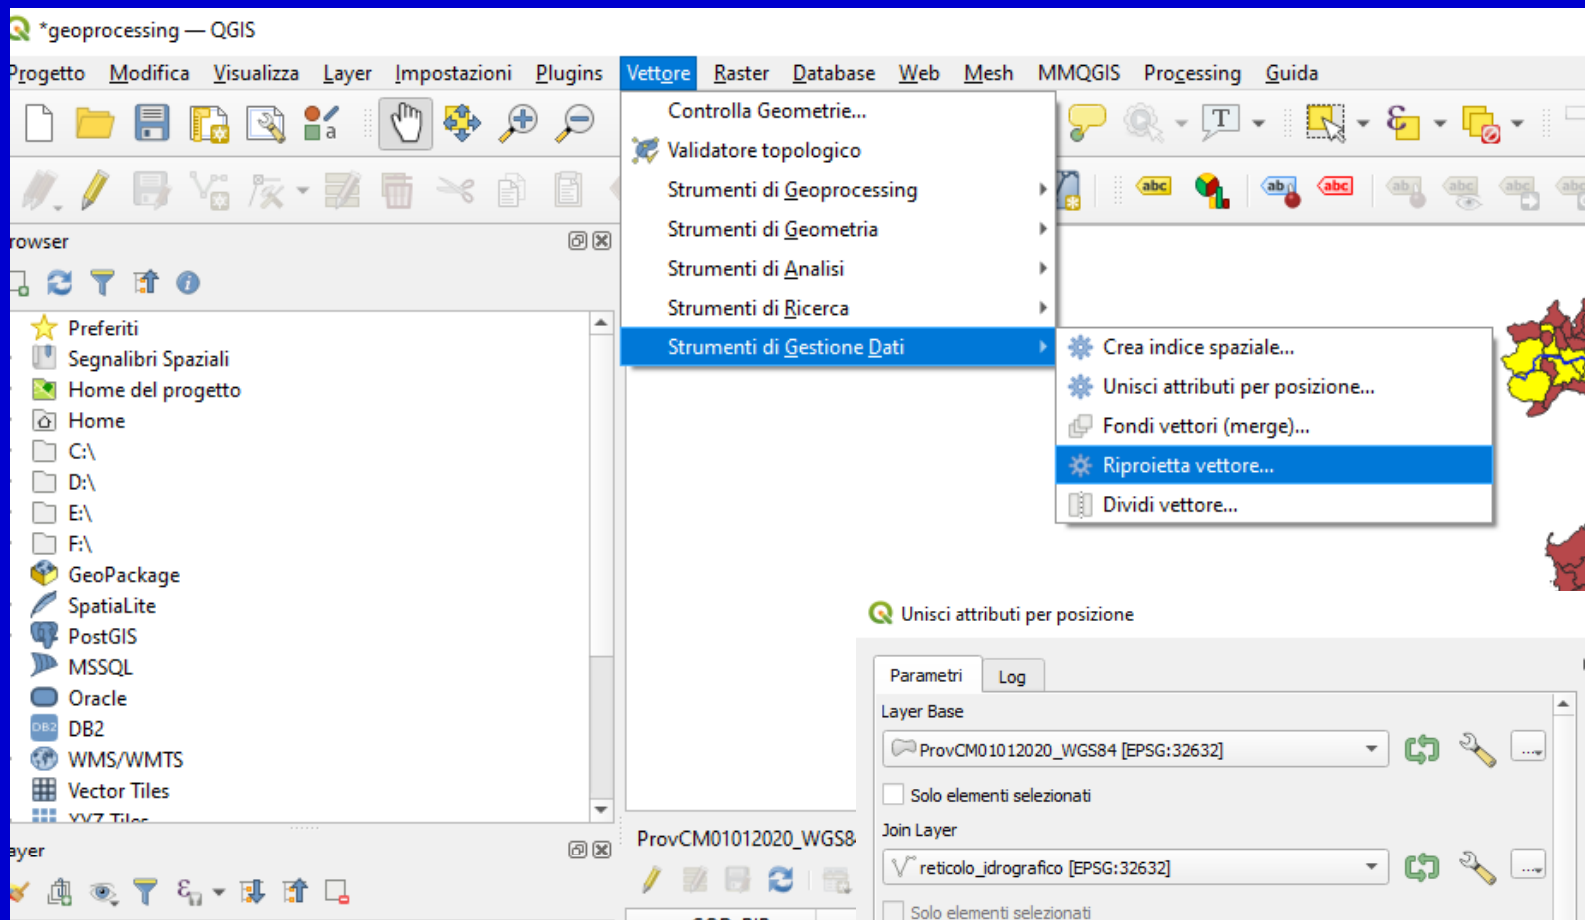 *geoprocessing — QGIS
Progetto Modifica Visualizza Layer Impostazioni Plugins Vettore Raster Database Web Mesh MMQGIS Processing Guida
Controlla Geometrie...
Validatore topologico
Strumenti di Geoprocessing
Strumenti di Geometria
Strumenti di Analisi
Strumenti di Ricerca
Strumenti di Gestione Dati
Crea indice spaziale...
Unisci attributi per posizione...
Fondi vettori (merge)...
Riproietta vettore...
Dividi vettore...
rowser
Preferiti
Segnalibri Spaziali
Home del progetto
Home
C:\
D:\
E:\
F:\
GeoPackage
SpatiaLite
PostGIS
MSSQL
Oracle
DB2
WMS/WMTS
Vector Tiles
XYZ Tiles
ayer
ProvCM01012020_WGS84
Unisci attributi per posizione
Parametri Log
Layer Base
ProvCM01012020_WGS84 [EPSG:32632]
Solo elementi selezionati
Join Layer
reticolo_idrografico [EPSG:32632]
Solo elementi selezionati